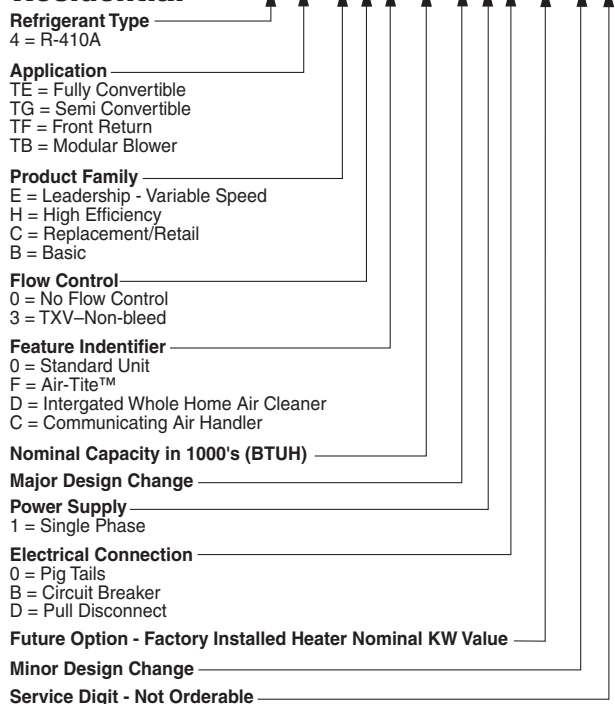 Refrigerant Type
4 = R-410A
Application
TE = Fully Convertible
TG = Semi Convertible
TF = Front Return
TB = Modular Blower
Product Family
E = Leadership - Variable Speed
H = High Efficiency
C = Replacement/Retail
B = Basic
Flow Control
0 = No Flow Control
3 = TXV–Non-bleed
Feature Indentifier
0 = Standard Unit
F = Air-Tite™
D = Intergated Whole Home Air Cleaner
C = Communicating Air Handler
Nominal Capacity in 1000's (BTUH)
Major Design Change
Power Supply
1 = Single Phase
Electrical Connection
0 = Pig Tails
B = Circuit Breaker
D = Pull Disconnect
Future Option - Factory Installed Heater Nominal KW Value
Minor Design Change
Service Digit - Not Orderable